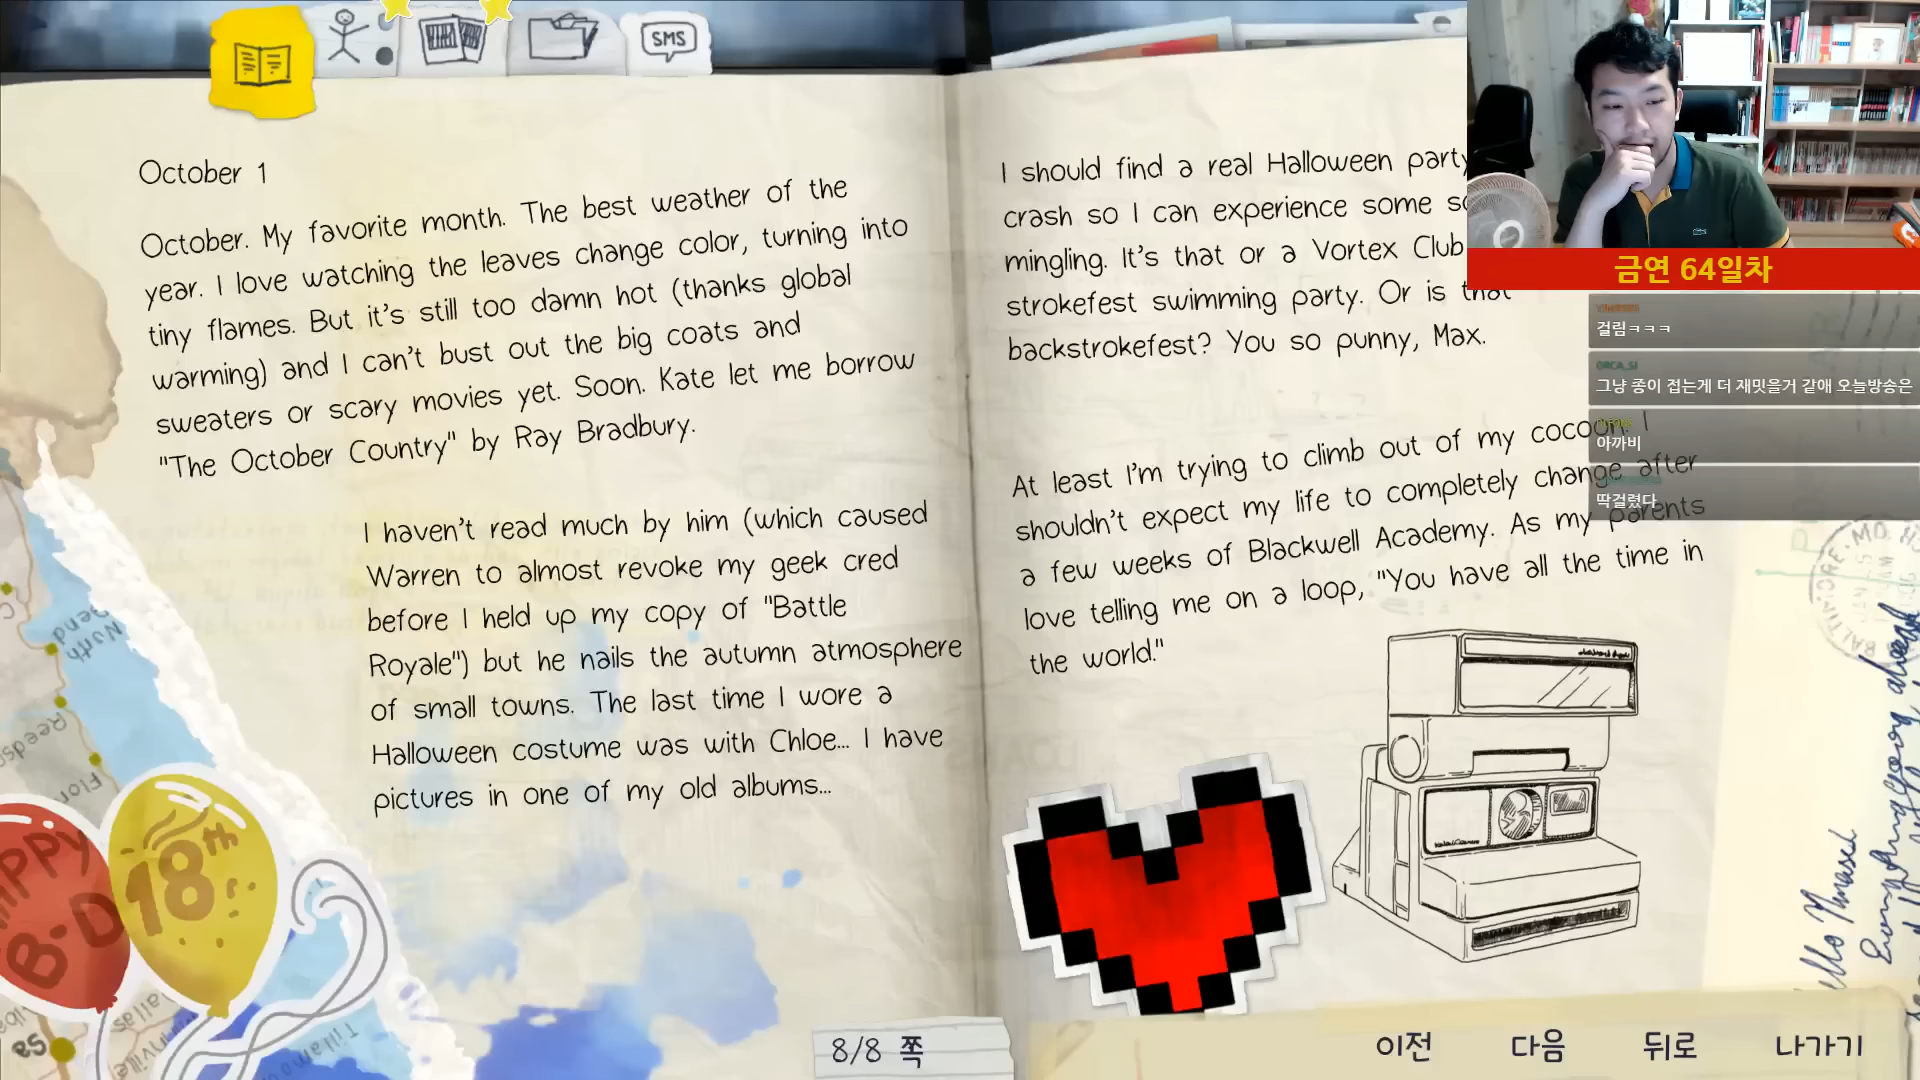 SMS
October 1
October. My favorite month. The best weather of the
year. I love watching the leaves change color, turning into
tiny flames. But it's still too damn hot (thanks global
warming) and I can't bust out the big coats and
sweaters or scary movies yet. Soon. Kate let me borrow
"The October Country" by Ray Bradbury.
I haven't read much by him (which caused
Warren to almost revoke my geek cred
before I held up my copy of "Battle
Royale") but he nails the autumn atmosphere
of small towns. The last time I wore a
Halloween costume was with Chloe... I have
pictures in one of my old albums...
I should find a real Halloween party
crash so I can experience some
mingling. It's that or a Vortex Club
strokefest swimming party. Or is that
backstrokefest? You so punny, Max.
At least I'm trying to climb out of my cocoon. I
shouldn't expect my life to completely change after
a few weeks of Blackwell Academy. As my parents
love telling me on a loop, "You have all the time in
the world."
금연 64일차
걸림ㅋㅋㅋ
ORCA_SI
그냥 종이 접는게 더 재밋을거 같애 오늘방송은
아까비
딱걸렸다
HAPPY
B-D
18th
North
Bend
Reedsp
Flor
8/8 쪽
이전
다음
뒤로
나가기